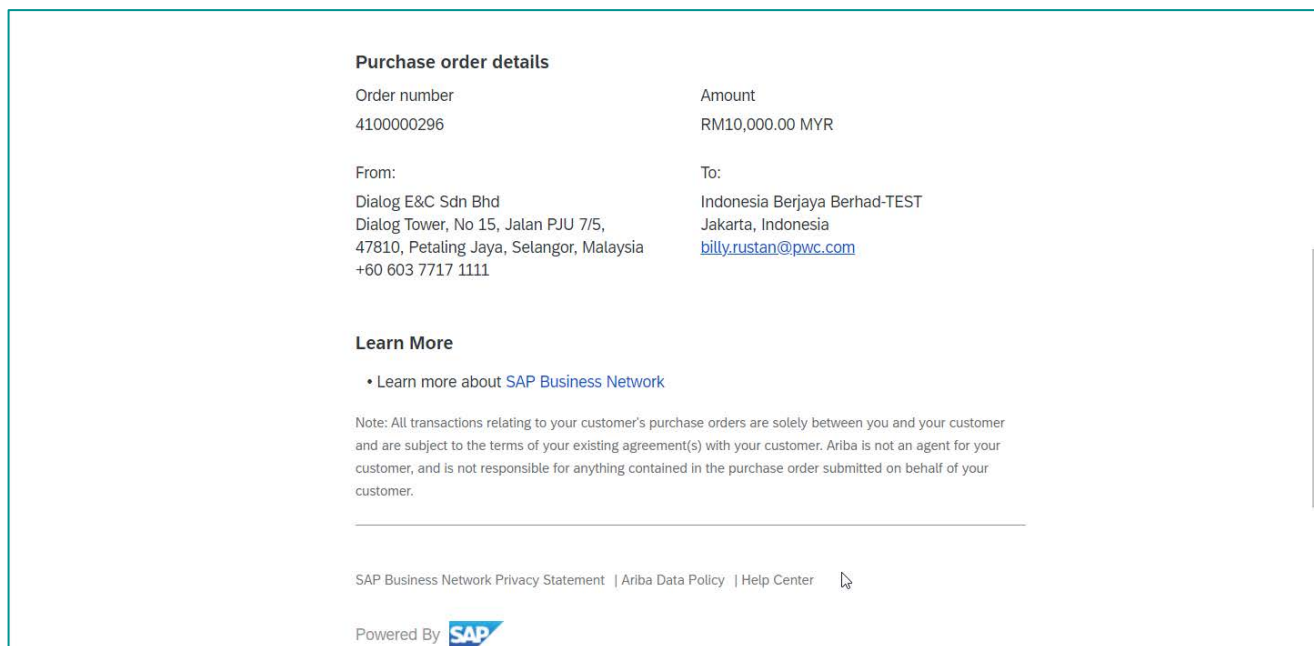 Purchase order details
Order number
4100000296
Amount
RM10,000.00 MYR
From:
Dialog E&C Sdn Bhd
Dialog Tower, No 15, Jalan PJU 7/5,
47810, Petaling Jaya, Selangor, Malaysia
+60 603 7717 1111
To:
Indonesia Berjaya Berhad-TEST
Jakarta, Indonesia
billy.rustan@pwc.com
Learn More
• Learn more about SAP Business Network
Note: All transactions relating to your customer's purchase orders are solely between you and your customer
and are subject to the terms of your existing agreement(s) with your customer. Ariba is not an agent for your
customer, and is not responsible for anything contained in the purchase order submitted on behalf of your
customer.
SAP Business Network Privacy Statement | Ariba Data Policy | Help Center
Powered By SAP